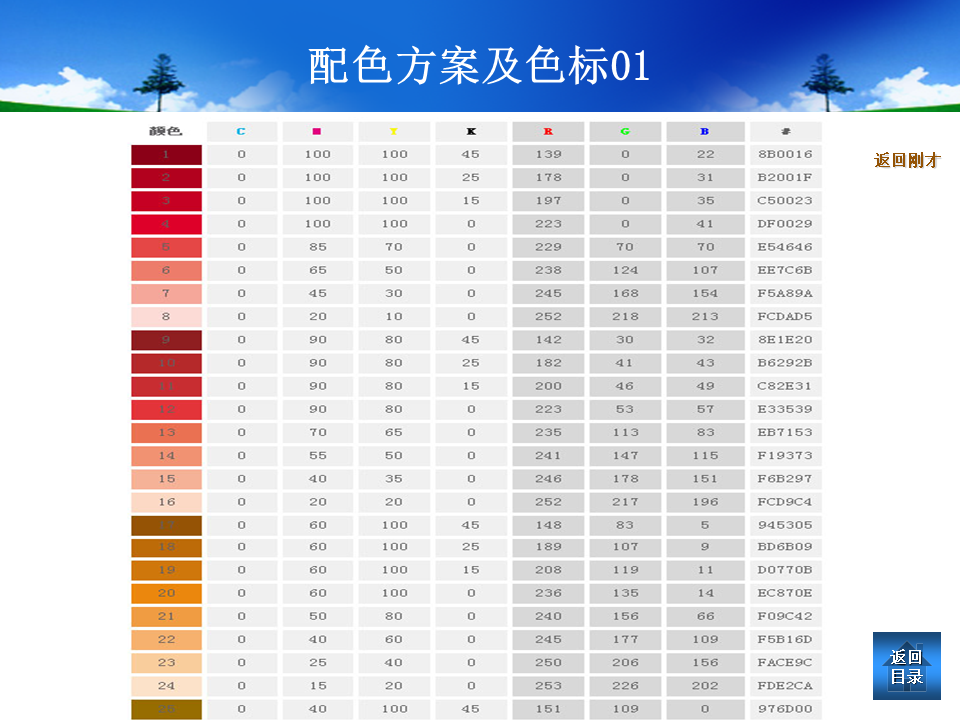 配色方案及色标01
颜色 C M Y K R G B #
1 0 100 100 45 139 0 22 8B0016
返回刚才
2 0 100 100 25 178 0 31 B2001F
3 0 100 100 15 197 0 35 C50023
4 0 100 100 0 223 0 41 DF0029
5 0 85 70 0 229 70 70 E54646
6 0 65 50 0 238 124 107 EE7C6B
7 0 45 30 0 245 168 154 F5A89A
8 0 20 10 0 252 218 213 FCDAD5
9 0 90 80 45 142 30 32 8E1E20
10 0 90 80 25 182 41 43 B6292B
11 0 90 80 15 200 46 49 C82E31
12 0 90 80 0 223 53 57 E33539
13 0 70 65 0 235 113 83 EB7153
14 0 55 50 0 241 147 115 F19373
15 0 40 35 0 246 178 151 F6B297
16 0 20 20 0 252 217 196 FCD9C4
17 0 60 100 45 148 83 5 945305
18 0 60 100 25 189 107 9 BD6B09
19 0 60 100 15 208 119 11 D0770B
20 0 60 100 0 236 135 14 EC870E
21 0 50 80 0 240 156 66 F09C42
22 0 40 60 0 245 177 109 F5B16D
23 0 25 40 0 250 206 156 FACE9C
24 0 15 20 0 253 226 202 FDE2CA
25 0 40 100 45 151 109 0 976D00
返回
目录